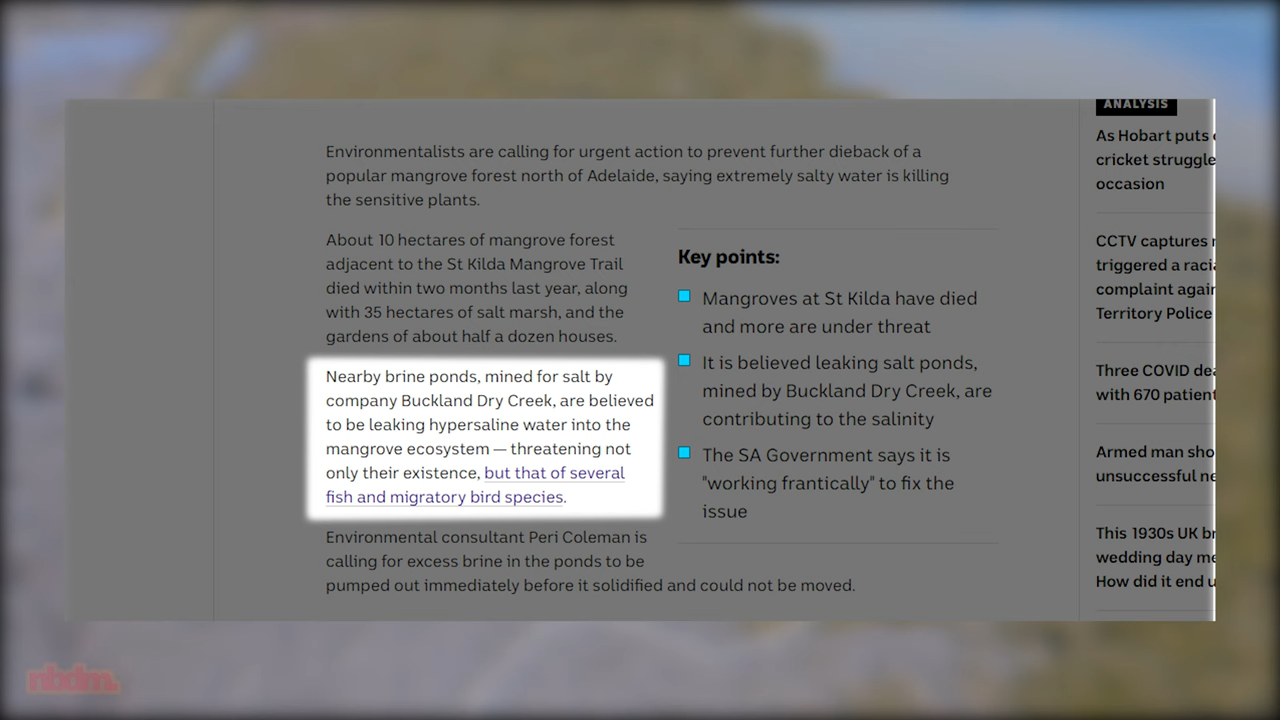 Environmentalists are calling for urgent action to prevent further dieback of a
popular mangrove forest north of Adelaide, saying extremely salty water is killing
the sensitive plants.
About 10 hectares of mangrove forest
adjacent to the St Kilda Mangrove Trail
died within two months last year, along
with 35 hectares of salt marsh, and the
gardens of about half a dozen houses.
Nearby brine ponds, mined for salt by
company Buckland Dry Creek, are believed
to be leaking hypersaline water into the
mangrove ecosystem — threatening not
only their existence, but that of several
fish and migratory bird species.
Environmental consultant Peri Coleman is
calling for excess brine in the ponds to be
pumped out immediately before it solidified and could not be moved.
Key points:
Mangroves at St Kilda have died
and more are under threat
It is believed leaking salt ponds,
mined by Buckland Dry Creek, are
contributing to the salinity
The SA Government says it is
"working frantically" to fix the
issue
ANALYSIS
As Hobart puts
cricket struggle
occasion
CCTV captures
triggered a
complaint
Territory Police
Three COVID
with 670 patient
Armed man
unsuccessful
This 1930s UK
wedding day
How did it end
nbdm.